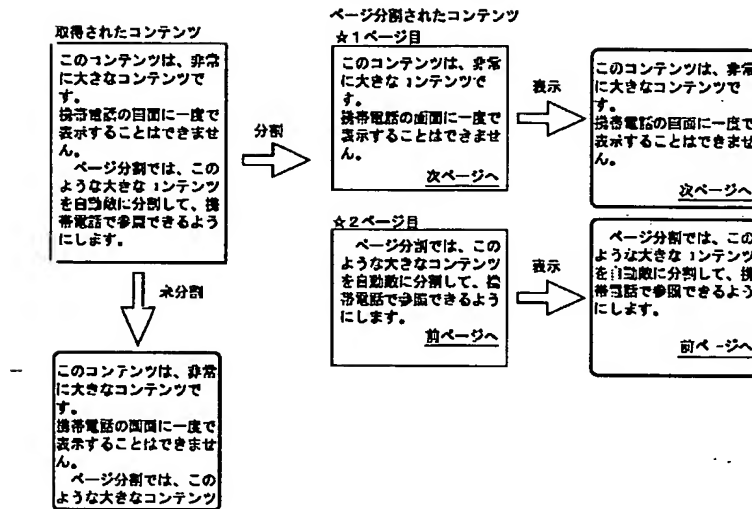 取得されたコンテンツ
このコンテンツは、非常
に大きなコンテンツで
す。
携帯電話の画面に一度で
表示することはできませ
ん。
ページ分割では、この
ような大きなコンテンツ
を自動敵に分割して、携
帯電話で参照できるよう
にします。
分割
未分割
このコンテンツは、非常
に大きなコンテンツで
す。
携帯電話の画面に一度で
表示することはできませ
ん。
ページ分割では、この
ような大きなコンテンツ
ページ分割されたコンテンツ
☆1ページ目
このコンテンツは、非常
に大きなコンテンツで
す。
携帯電話の画面に一度で
表示することはできませ
ん。
次ページへ
表示
このコンテンツは、非常
に大きなコンテンツで
す。
携帯電話の画面に一度で
表示することはできませ
ん。
次ページへ
☆2ページ目
ページ分割では、この
ような大きなコンテンツ
を自動敵に分割して、携
帯電話で参照できるよう
にします。
前ページへ
表示
ページ分割では、この
ような大きなコンテンツ
を自動敵に分割して、携
帯電話で参照できるよう
にします。
前ページへ